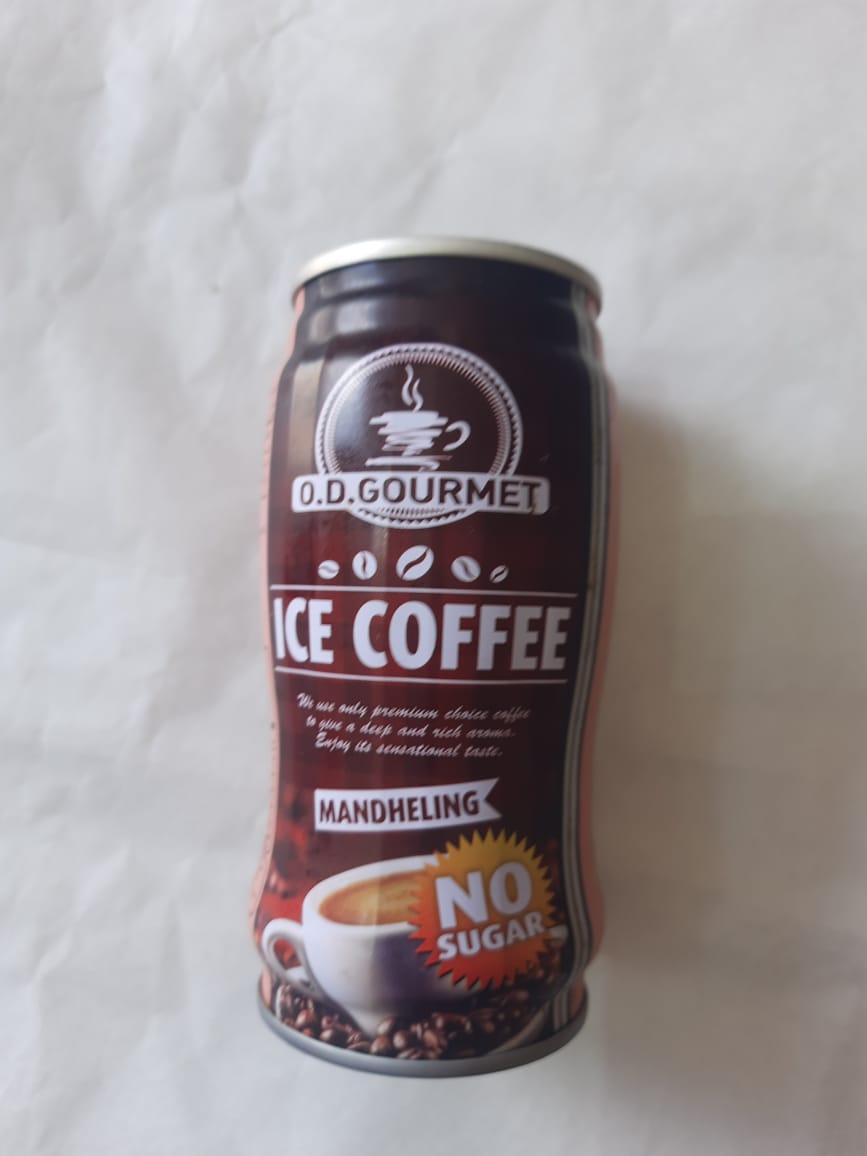 O.D.GOURMET
ICE COFFEE
We use only premium choice coffee
to give a deep and rich aroma.
Enjoy its sensational taste.
MANDHELING
NO
SUGAR